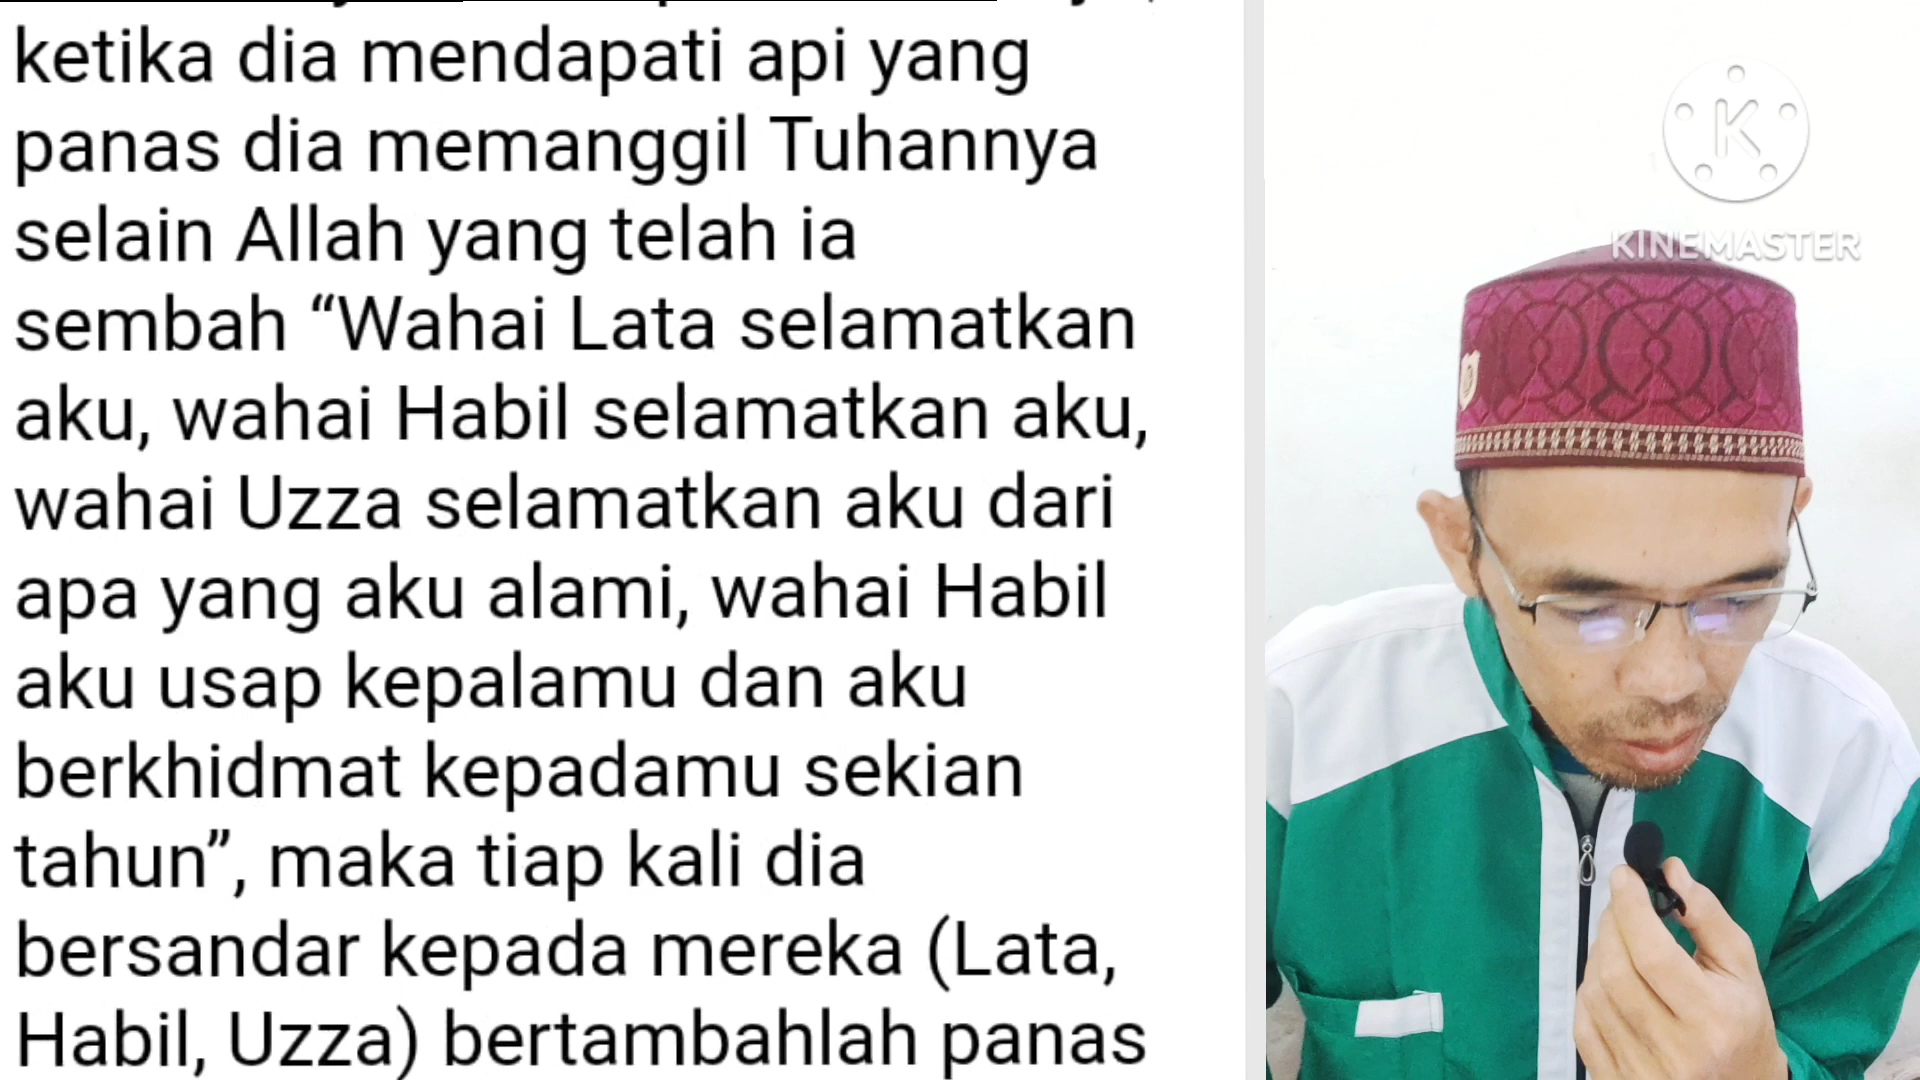 ketika dia mendapati api yang
panas dia memanggil Tuhannya
selain Allah yang telah ia
sembah “Wahai Lata selamatkan
aku, wahai Habil selamatkan aku,
wahai Uzza selamatkan aku dari
apa yang aku alami, wahai Habil
aku usap kepalamu dan aku
berkhidmat kepadamu sekian
tahun”, maka tiap kali dia
bersandar kepada mereka (Lata,
Habil, Uzza) bertambahlah panas
K
KINEMASTER